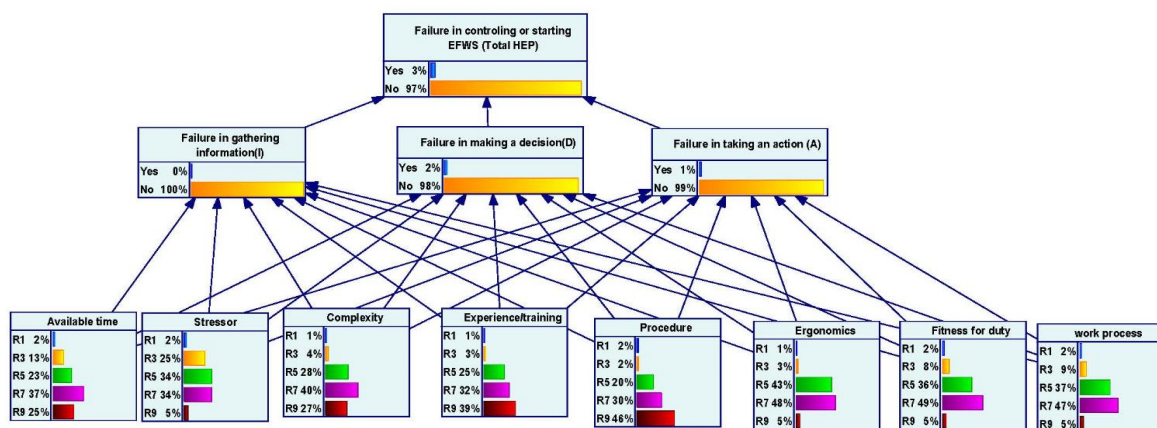 Failure in controling or starting
EFWS (Total HEP)
Yes 3%
No 97%
Failure in gathering
information(I)
Yes 0%
No 100%
Failure in making a decision(D)
Yes 2%
No 98%
Failure in taking an action (A)
Yes 1%
No 99%
Available time
R1 2%
R3 13%
R5 23%
R7 37%
R9 25%
Stressor
R1 2%
R3 25%
R5 34%
R7 34%
R9 5%
Complexity
R1 1%
R3 4%
R5 28%
R7 40%
R9 27%
Experience/training
R1 1%
R3 3%
R5 25%
R7 32%
R9 39%
Procedure
R1 2%
R3 2%
R5 20%
R7 30%
R9 46%
Ergonomics
R1 1%
R3 3%
R5 43%
R7 48%
R9 5%
Fitness for duty
R1 2%
R3 8%
R5 36%
R7 49%
R9 5%
work process
R1 2%
R3 9%
R5 37%
R7 47%
R9 5%